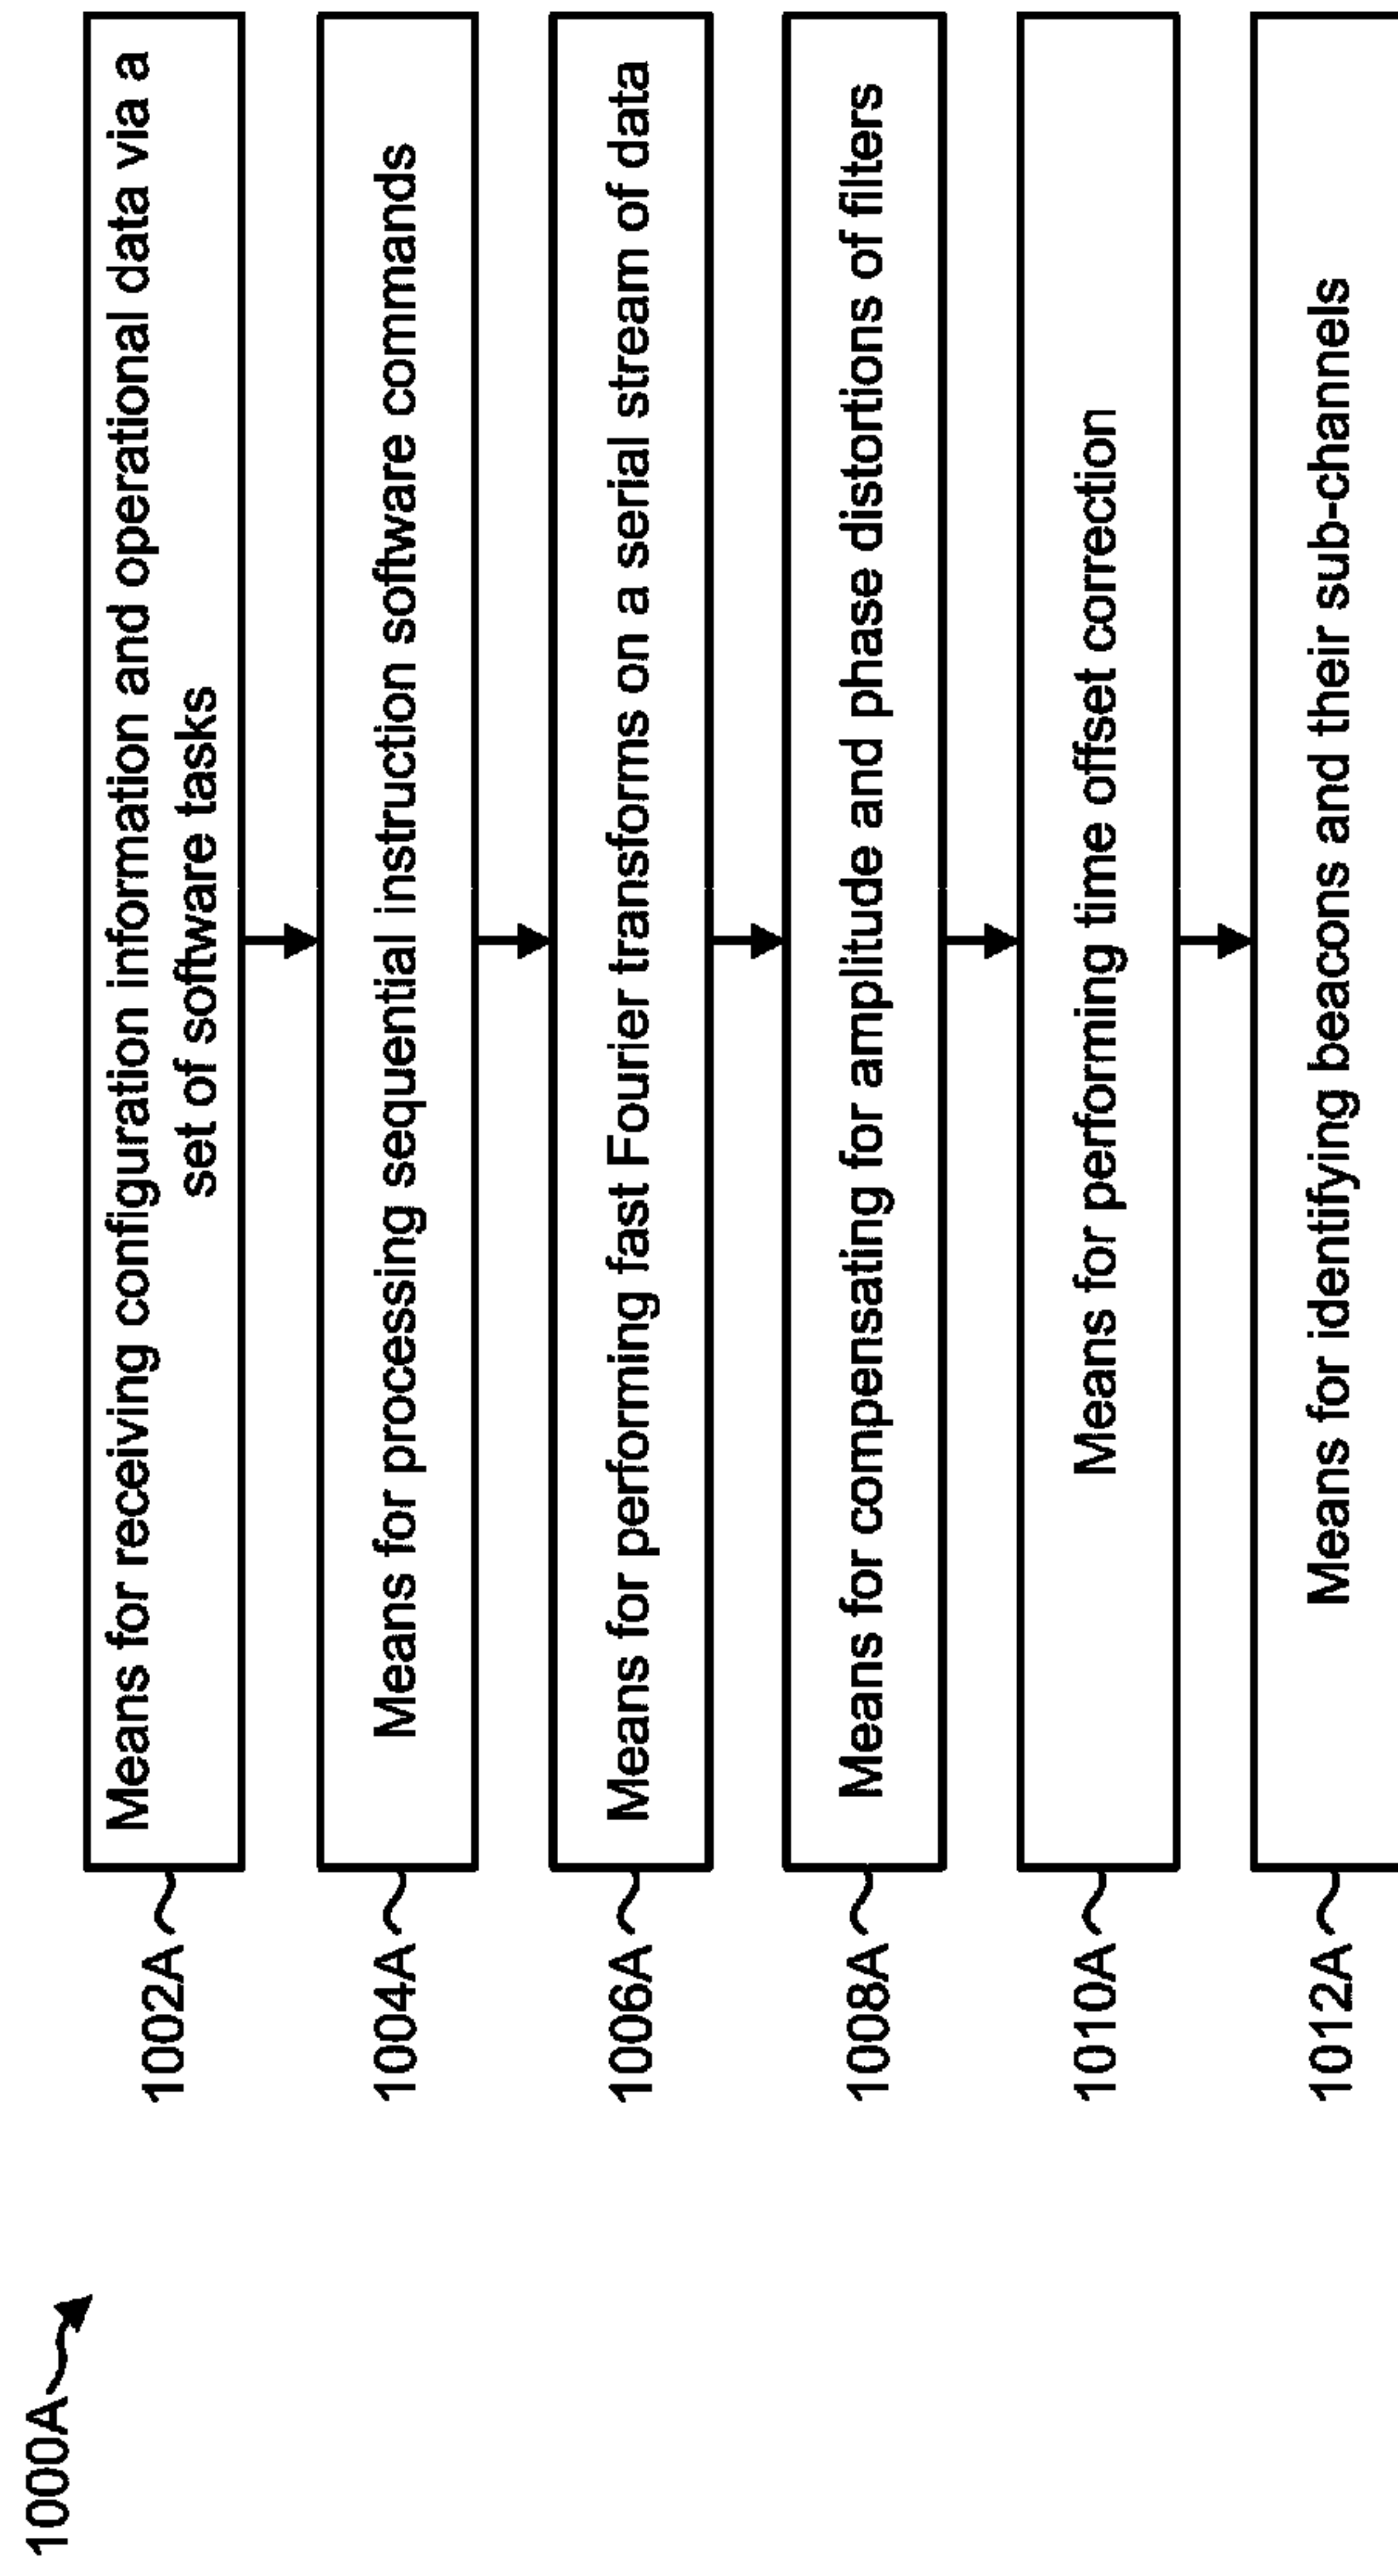 1000A
1002A
Means for receiving configuration information and operational data via a
set of software tasks
1004A
Means for processing sequential instruction software commands
1006A
Means for performing fast Fourier transforms on a serial stream of data
1008A
Means for compensating for amplitude and phase distortions of filters
1010A
Means for performing time offset correction
1012A
Means for identifying beacons and their sub-channels